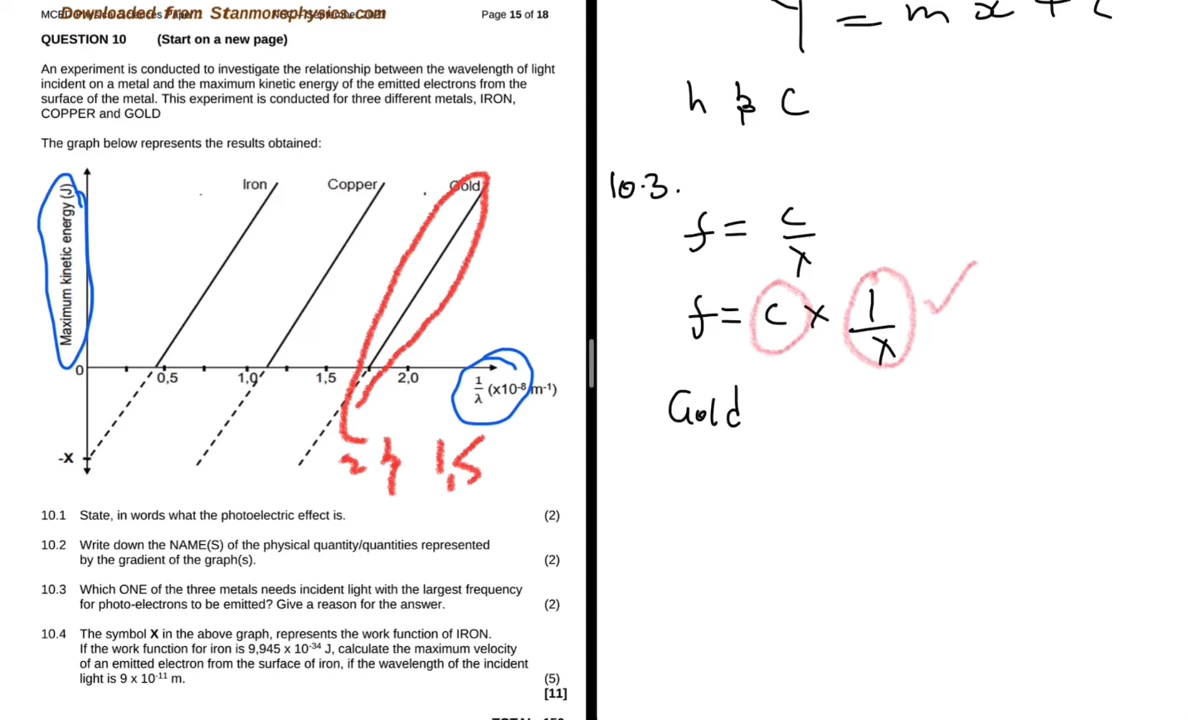 Downloaded from Stanmorephysics.com
Page 15 of 18
QUESTION 10 (Start on a new page)
An experiment is conducted to investigate the relationship between the wavelength of light
incident on a metal and the maximum kinetic energy of the emitted electrons from the
surface of the metal. This experiment is conducted for three different metals, IRON,
COPPER and GOLD
The graph below represents the results obtained:
Maximum kinetic energy (J)
Iron
Copper
Gold
0
0,5
1,0
1,5
2,0
1/λ (x10⁻⁸ m⁻¹)
-X
1,5
10.1 State, in words what the photoelectric effect is. (2)
10.2 Write down the NAME(S) of the physical quantity/quantities represented
by the gradient of the graph(s). (2)
10.3 Which ONE of the three metals needs incident light with the largest frequency
for photo-electrons to be emitted? Give a reason for the answer. (2)
10.4 The symbol X in the above graph, represents the work function of IRON.
If the work function for iron is 9,945 x 10⁻³⁴ J, calculate the maximum velocity
of an emitted electron from the surface of iron, if the wavelength of the incident
light is 9 x 10⁻¹¹ m. (5)
[11]
y = mx + c
h & c
10.3.
f = c/λ
f = c × 1/λ
Gold